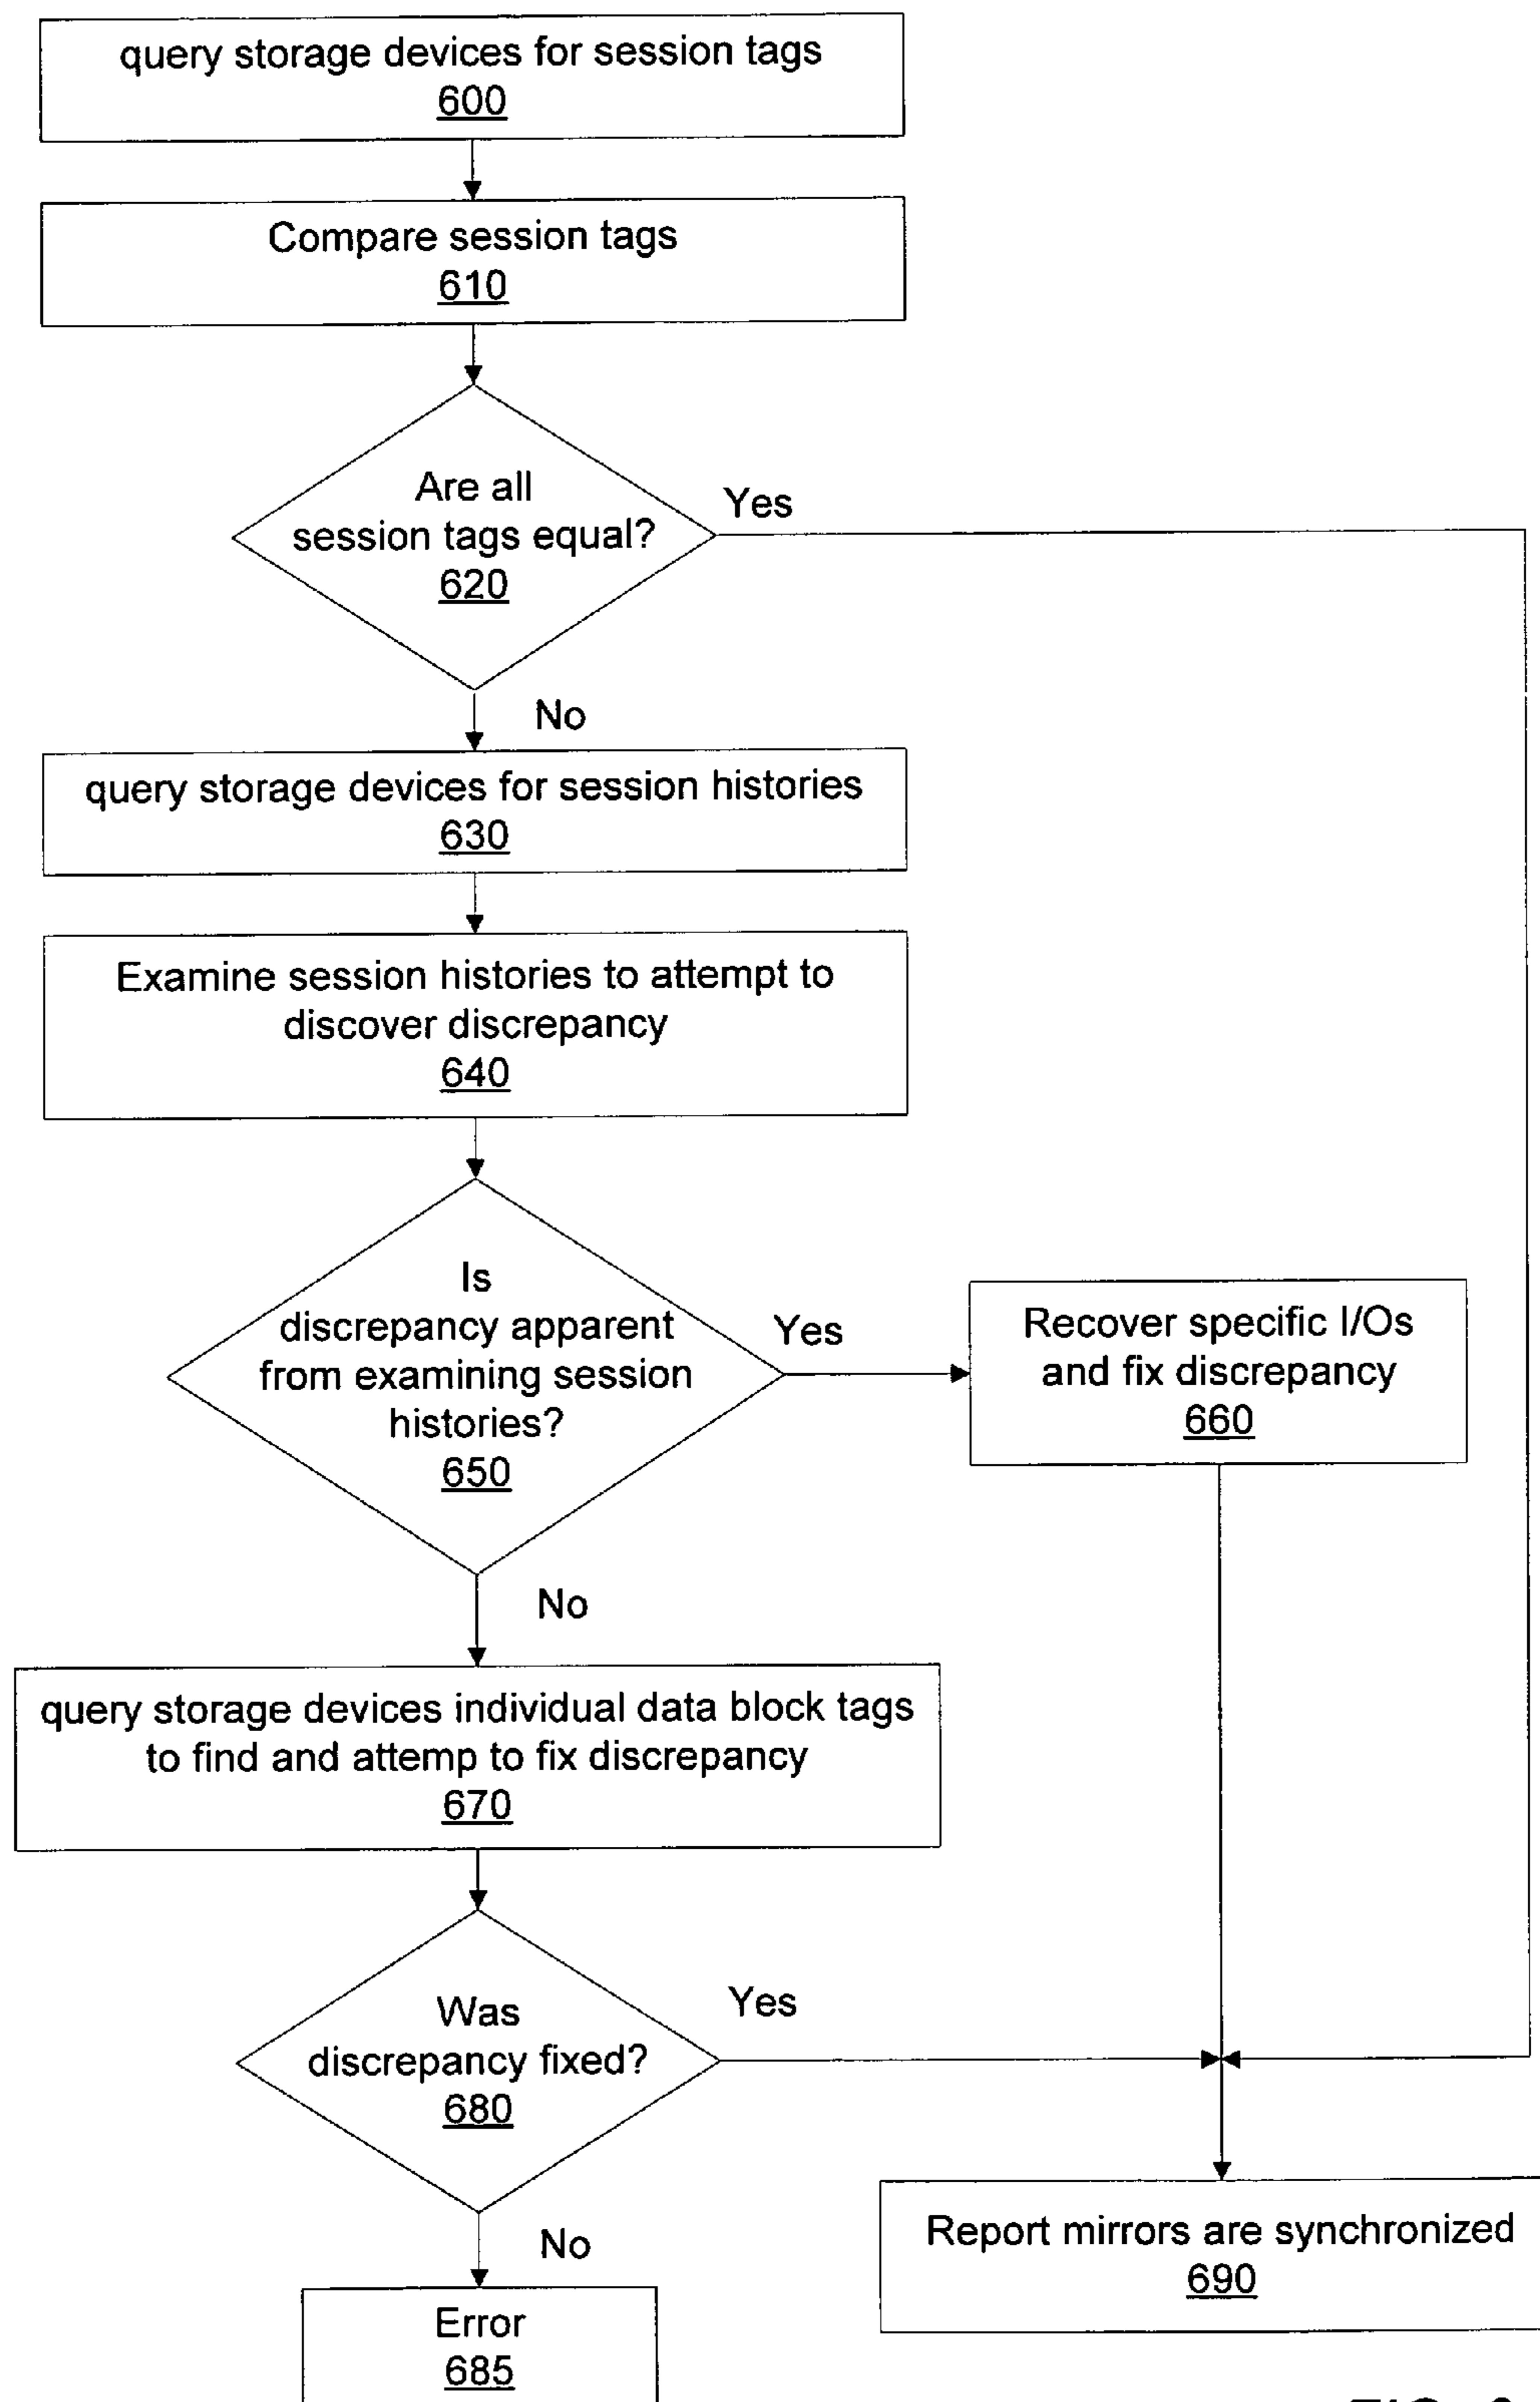 query storage devices for session tags
600
Compare session tags
610
Are all
session tags equal?
620
Yes
No
query storage devices for session histories
630
Examine session histories to attempt to
discover discrepancy
640
Is
discrepancy apparent
from examining session
histories?
650
Yes
Recover specific I/Os
and fix discrepancy
660
No
query storage devices individual data block tags
to find and attemp to fix discrepancy
670
Was
discrepancy fixed?
680
Yes
No
Report mirrors are synchronized
690
Error
685